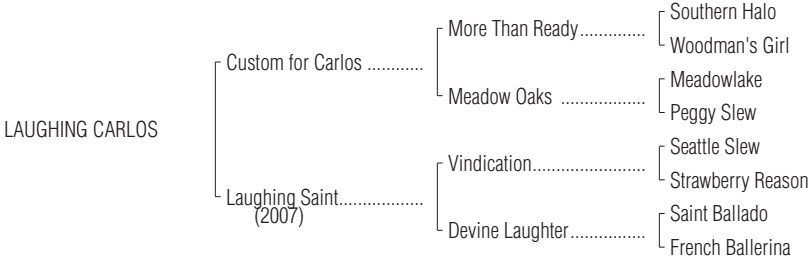 Southern Halo
More Than Ready..............
Woodman's Girl
Custom for Carlos ............
Meadowlake
Meadow Oaks ..................
Peggy Slew
LAUGHING CARLOS
Seattle Slew
Vindication........................
Strawberry Reason
Laughing Saint..................
(2007)
Saint Ballado
Devine Laughter................
French Ballerina